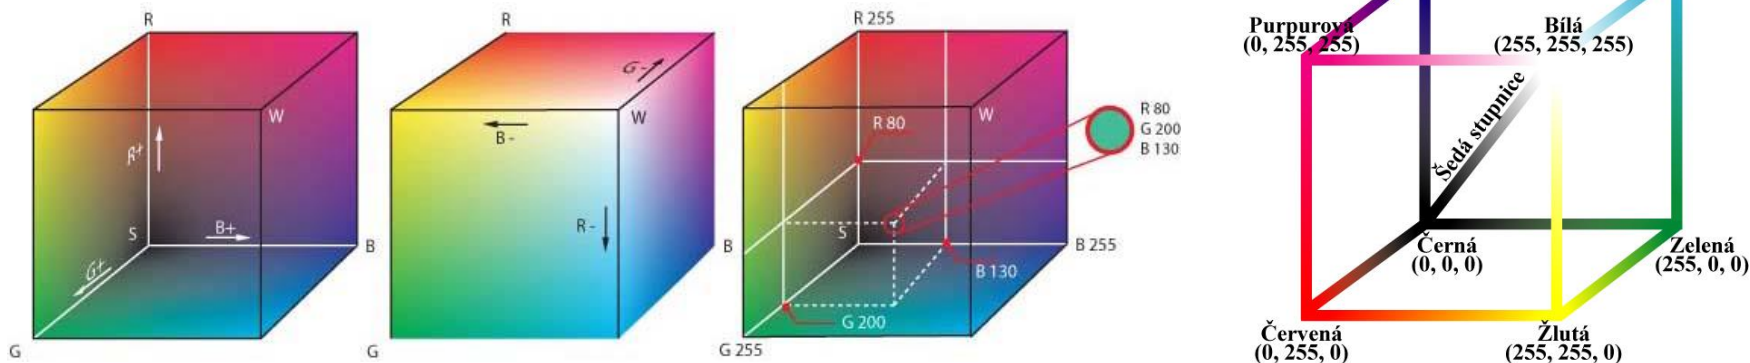 R
W
R+
S
B+
G+
B
G
R
G -
W
B -
R -
B
G
R 255
W
R 80
R 80
G 200
B 130
S
B 255
B 130
G 200
G 255
Purpurová
(0, 255, 255)
Bílá
(255, 255, 255)
Šedá stupnice
Černá
(0, 0, 0)
Zelená
(255, 0, 0)
Červená
(0, 255, 0)
Žlutá
(255, 255, 0)